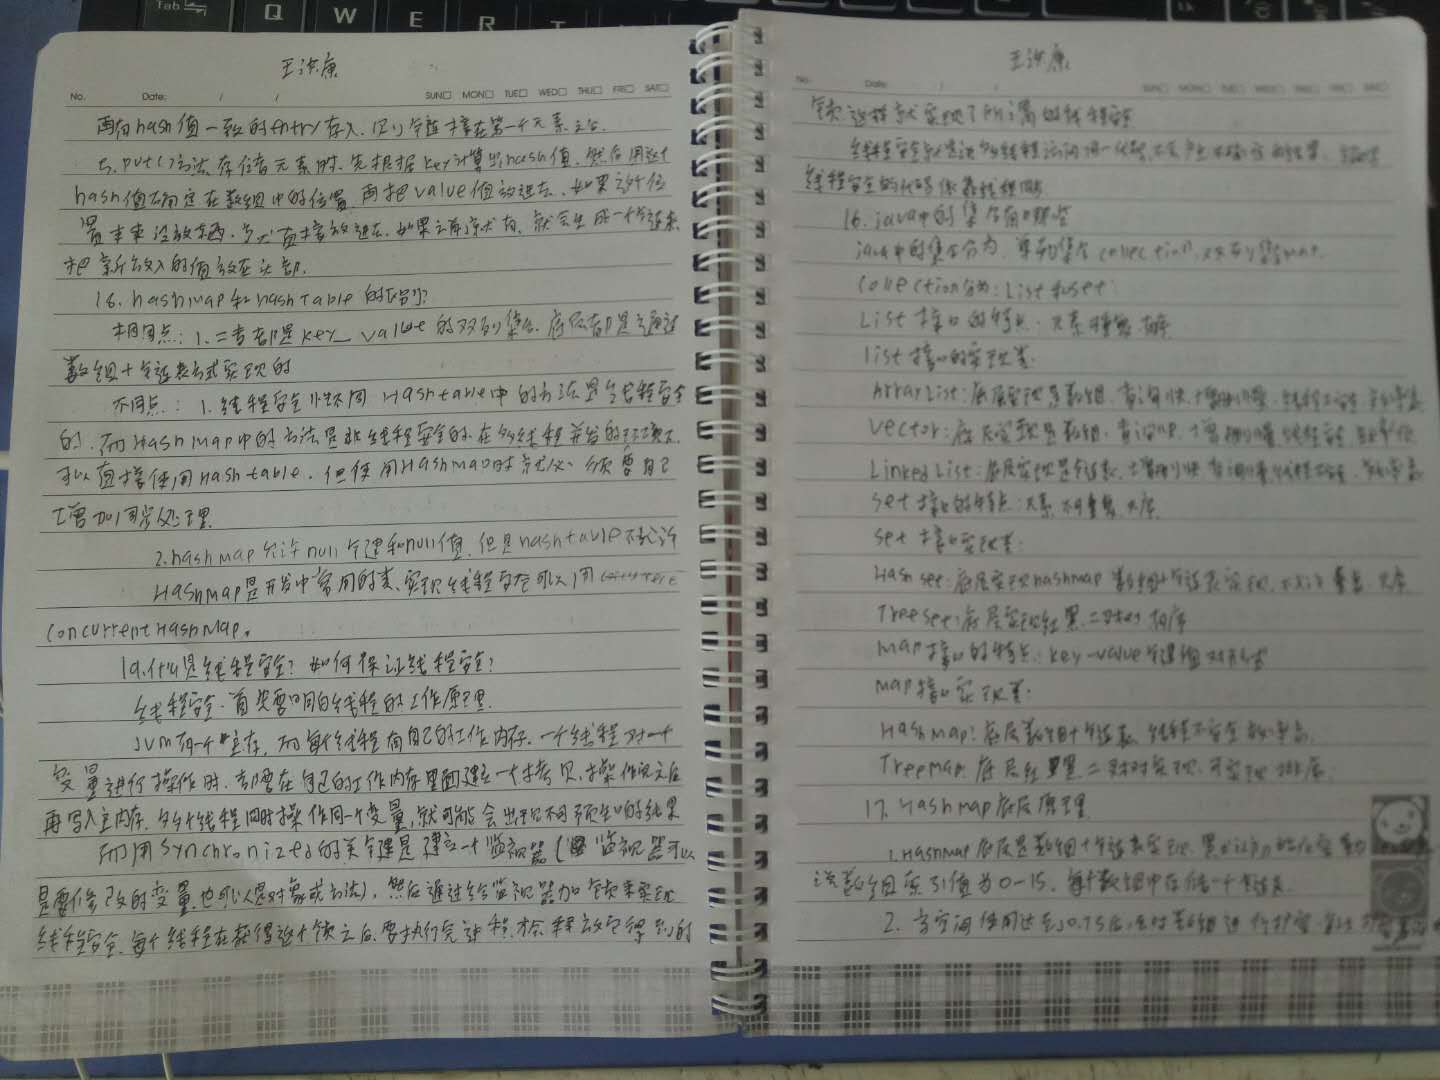 Tab Q W E R T
王洪康
No. Date: / / SUN□ MON□ TUE□ WED□ THU□ FRI□ SAT□
再有hash值一致的Entry存入,则 链接在第一个元素之后.
5.put()方法存储元素时.先根据key计算出hash值,然后用这个
hash值确定在数组中的位置,再把value值放进去.如果这个位
置本来没放东西,就直接放进去,如果之前就有,就会生成一个链表.
把新放入的值放在头部.
18. hashMap和hashtable的区别?
相同点: 1.二者都是key_value的双列集合.底层都是通过
数组+链表方式实现的
不同点: 1.线程安全性不同 Hashtable中的方法是线程安全
的.而HashMap中的方法是非线程安全的.在多线程并发的环境下.
可以直接使用Hashtable.但使用HashMap时就必须要自己
增加同步处理
2.hashMap允许null键和null值.但是hashtable不允许
HashMap是开发中常用的类.实现线程安全可以用
concurrentHashMap.
19.什么是线程安全?如何保证线程安全?
线程安全.首先要明白线程的工作原理.
JVM有一个主存,而每个线程有自己的工作内存.一个线程对一个
变量进行操作时,都要在自己的工作内存里面建立一个拷贝,操作完之后
再写入主内存.多个线程同时操作同一个变量,就可能会出现不可预知的结果
而用synchronized的关键是建立一个监视器(监视器可以
是要修改的变量,也可以是对象或方法),然后通过给监视器加锁来实现
线程安全.每个线程在获得这个锁之后.要执行完 释放它得到的
王洪康
No. Date: / / SUN□ MON□ TUE□ WED□ THU□ FRI□ SAT□
锁 这样就实现了所谓的线程安全
线程安全就是说多线程访问同一代码,不会产生不确定的结果.
线程安全的代码依靠线程同步
16. java中的集合有哪些
java中的集合分为.单列集合collection,双列集合map.
collection分为:List和set.
List接口的特点.元素 重复 有序
list接口的实现类.
ArrayList:底层实现是数组.查询快,增删慢.线程不安全
vector:底层实现是数组.查询快,增删慢 线程安全
LinkedList:底层实现是链表.增删快 查询慢 线程不安全.
set接口的特点:元素.不可重复.无序
set接口实现类:
Hashset:底层实现hashmap 数组+链表实现.不允许重复.无序
TreeSet:底层实现红黑二叉树 有序
map接口的特点:key-value键值对形式
map接口实现类:
HashMap:底层数组+链表 线程不安全
TreeMap:底层红黑二叉树实现.可实现排序
17. Hashmap底层原理
1.HashMap底层是数组+链表实现.默认
该数组索引值为0-15.每个数组中存储一个链表
2. 当空间使用达到0.75后,会对数组进行扩容.